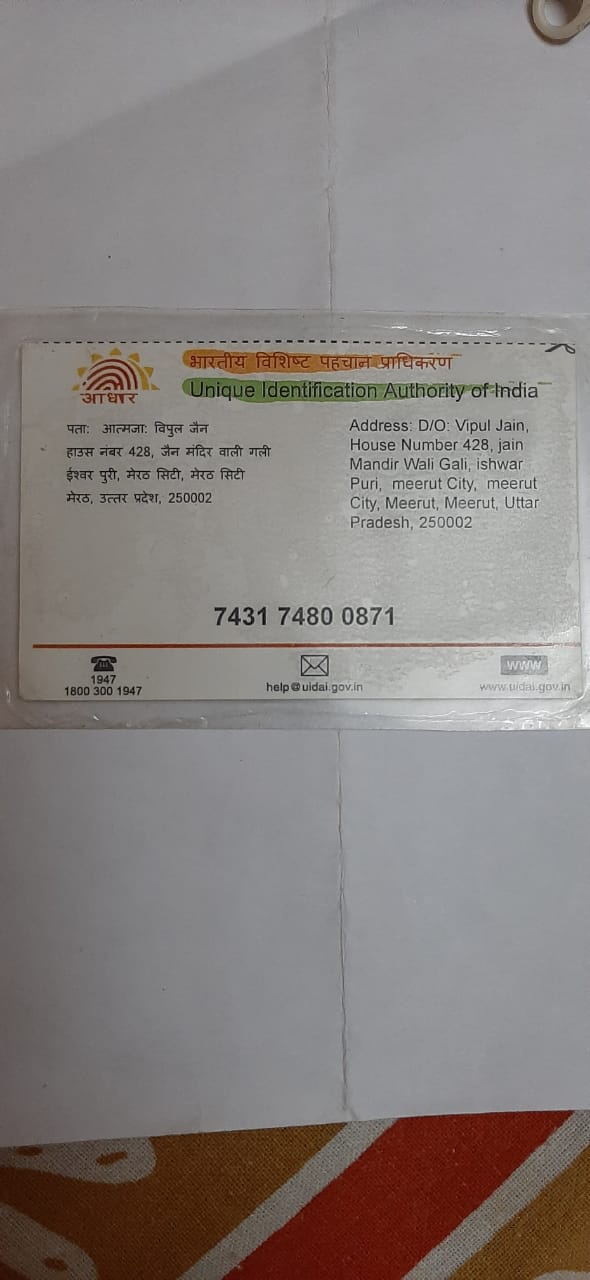 आधार
भारतीय विशिष्ट पहचान प्राधिकरण
Unique Identification Authority of India
पता: आत्मजा: विपुल जैन
हाउस नंबर 428, जैन मंदिर वाली गली
ईश्वर पुरी, मेरठ सिटी, मेरठ सिटी
मेरठ, उत्तर प्रदेश, 250002
Address: D/O: Vipul Jain,
House Number 428, jain
Mandir Wali Gali, ishwar
Puri, meerut City, meerut
City, Meerut, Meerut, Uttar
Pradesh, 250002
7431 7480 0871
1947
1800 300 1947
help@uidai.gov.in
www
www.uidai.gov.in